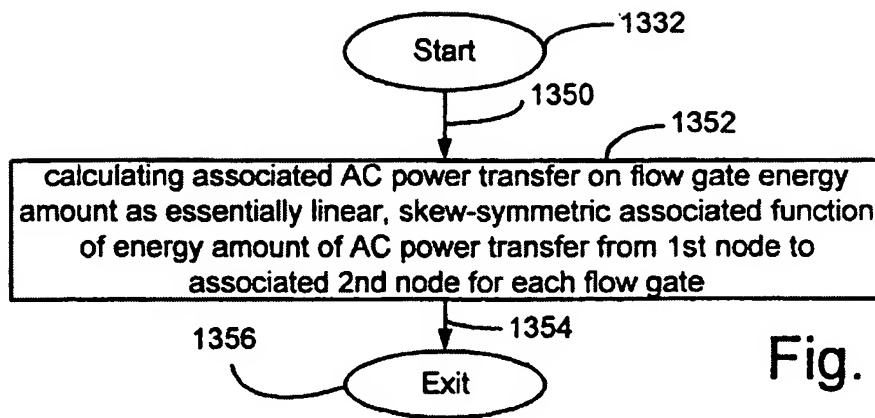 1332
Start
1350
1352
calculating associated AC power transfer on flow gate energy
amount as essentially linear, skew-symmetric associated function
of energy amount of AC power transfer from 1st node to
associated 2nd node for each flow gate
1354
1356
Exit
Fig.